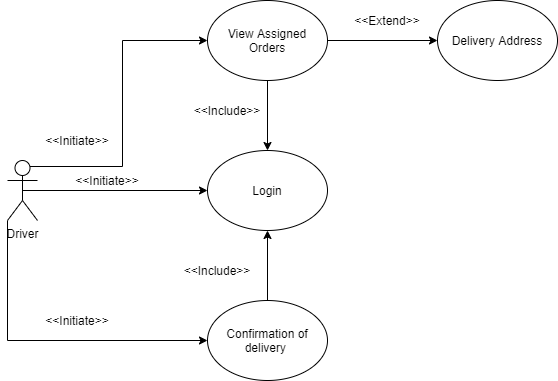 View Assigned
Orders
<<Extend>>
Delivery Address
<<Include>>
<<Initiate>>
<<Initiate>>
Login
Driver
<<Include>>
<<Initiate>>
Confirmation of
delivery